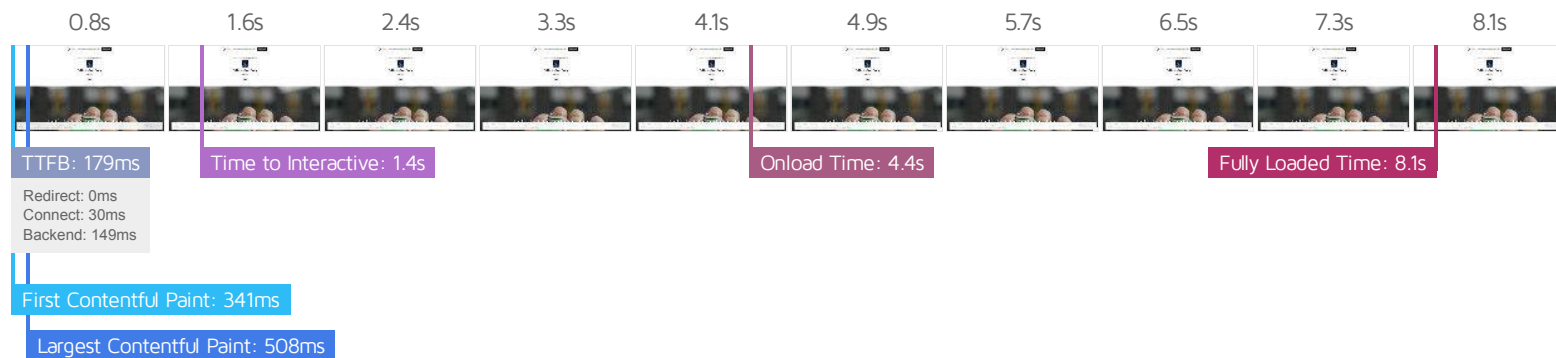 0.8s 1.6s 2.4s 3.3s 4.1s 4.9s 5.7s 6.5s 7.3s 8.1s
TTFB: 179ms
Time to Interactive: 1.4s
Onload Time: 4.4s
Fully Loaded Time: 8.1s
Redirect: 0ms
Connect: 30ms
Backend: 149ms
First Contentful Paint: 341ms
Largest Contentful Paint: 508ms